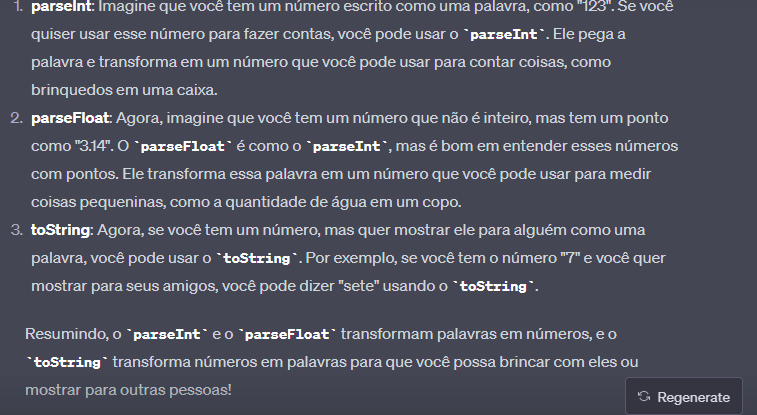 1. parseInt: Imagine que você tem um número escrito como uma palavra, como "123". Se você
quiser usar esse número para fazer contas, você pode usar o `parseInt`. Ele pega a
palavra e transforma em um número que você pode usar para contar coisas, como
brinquedos em uma caixa.
2. parseFloat: Agora, imagine que você tem um número que não é inteiro, mas tem um ponto
como "3.14". O `parseFloat` é como o `parseInt`, mas é bom em entender esses números
com pontos. Ele transforma essa palavra em um número que você pode usar para medir
coisas pequeninas, como a quantidade de água em um copo.
3. toString: Agora, se você tem um número, mas quer mostrar ele para alguém como uma
palavra, você pode usar o `toString`. Por exemplo, se você tem o número "7" e você quer
mostrar para seus amigos, você pode dizer "sete" usando o `toString`.
Resumindo, o `parseInt` e o `parseFloat` transformam palavras em números, e o
`toString` transforma números em palavras para que você possa brincar com eles ou
mostrar para outras pessoas!
Regenerate